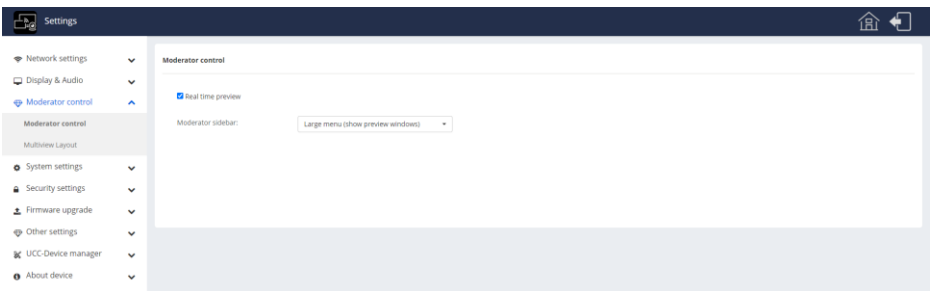 Settings
Network settings
Display & Audio
Moderator control
Moderator control
Multiview Layout
System settings
Security settings
Firmware upgrade
Other settings
UCC-Device manager
About device
Moderator control
Real time preview
Moderator sidebar:
Large menu (show preview windows)